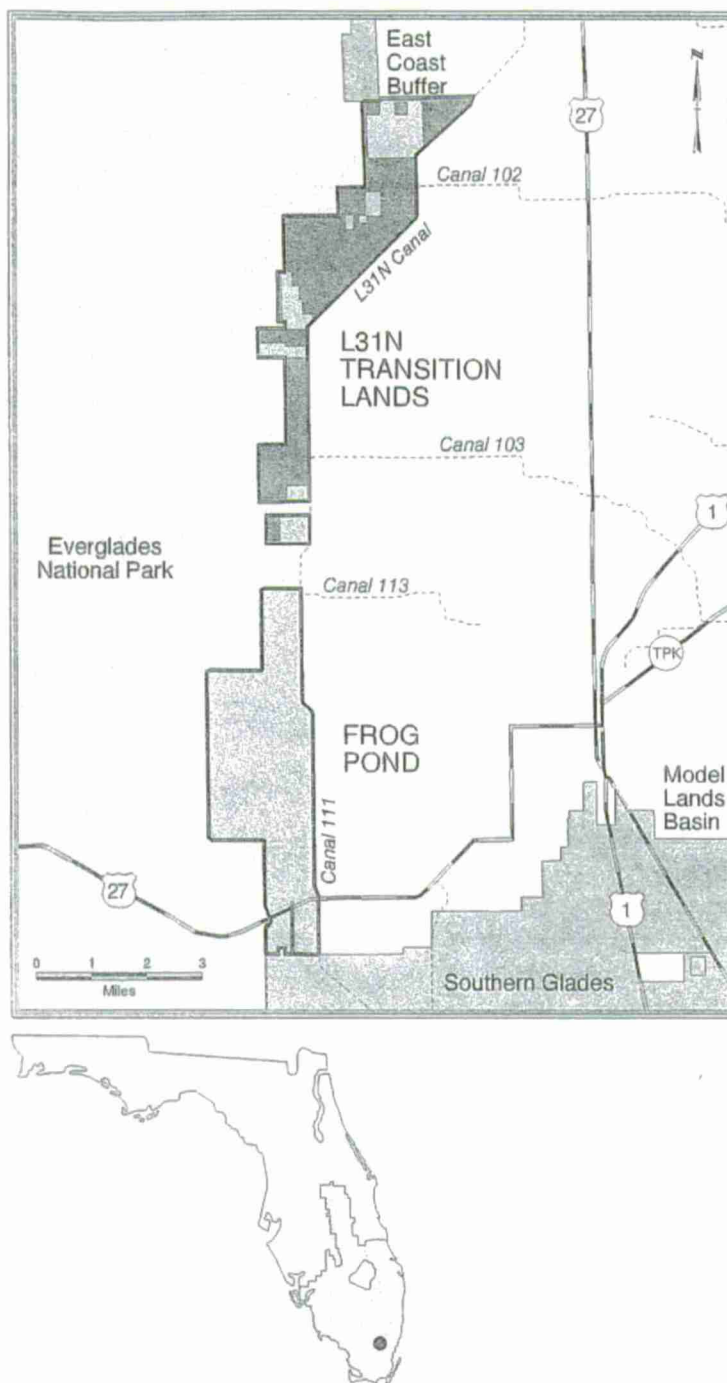 East
Coast
Buffer
N
27
Canal 102
L31N Canal
L31N
TRANSITION
LANDS
Canal 103
1
Everglades
National Park
Canal 113
TPK
FROG
POND
Model
Lands
Basin
Canal 111
27
1
0 1 2 3
Miles
Southern Glades